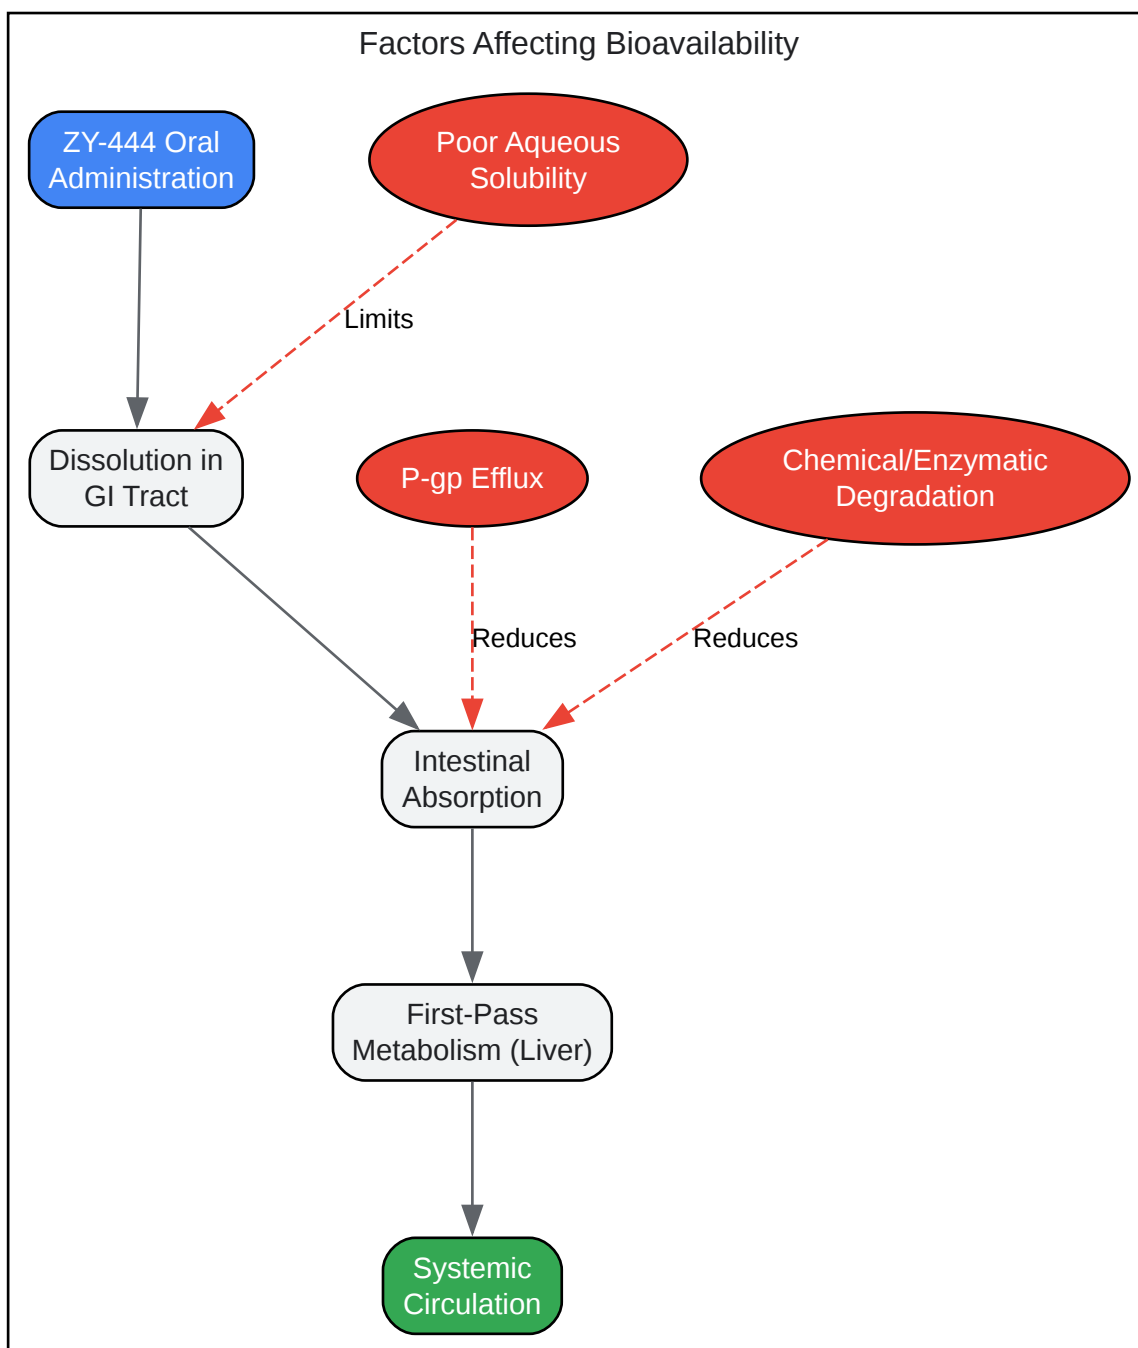 Factors Affecting Bioavailability
ZY-444 Oral
Administration
Poor Aqueous
Solubility
Limits
Dissolution in
GI Tract
P-gp Efflux
Chemical/Enzymatic
Degradation
Reduces
Reduces
Intestinal
Absorption
First-Pass
Metabolism (Liver)
Systemic
Circulation